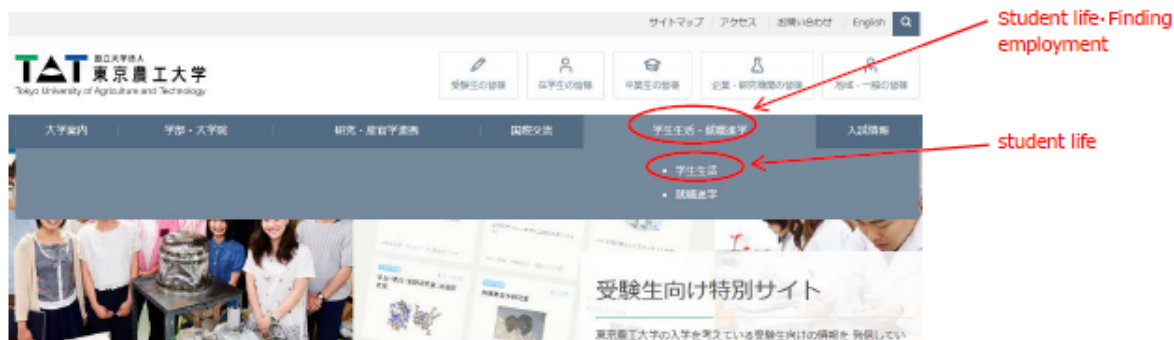 サイトマップ アクセス お問い合わせ English
Student life・Finding employment
国立大学法人
TAT 東京農工大学
Tokyo University of Agriculture and Technology
受験生の皆様 在学生の皆様 卒業生の皆様 企業・研究機関の皆様 地域・一般の皆様
大学案内 学部・大学院 研究・産官学連携 国際交流 学生生活・就職進学 入試情報
student life
• 学生生活
• 就職進学
受験生向け特別サイト
東京農工大学の入学を考えている受験生向けの情報を 発信してい